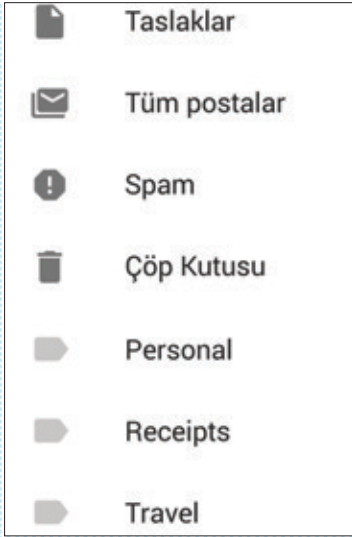 Taslaklar
Tüm postalar
Spam
Çöp Kutusu
Personal
Receipts
Travel